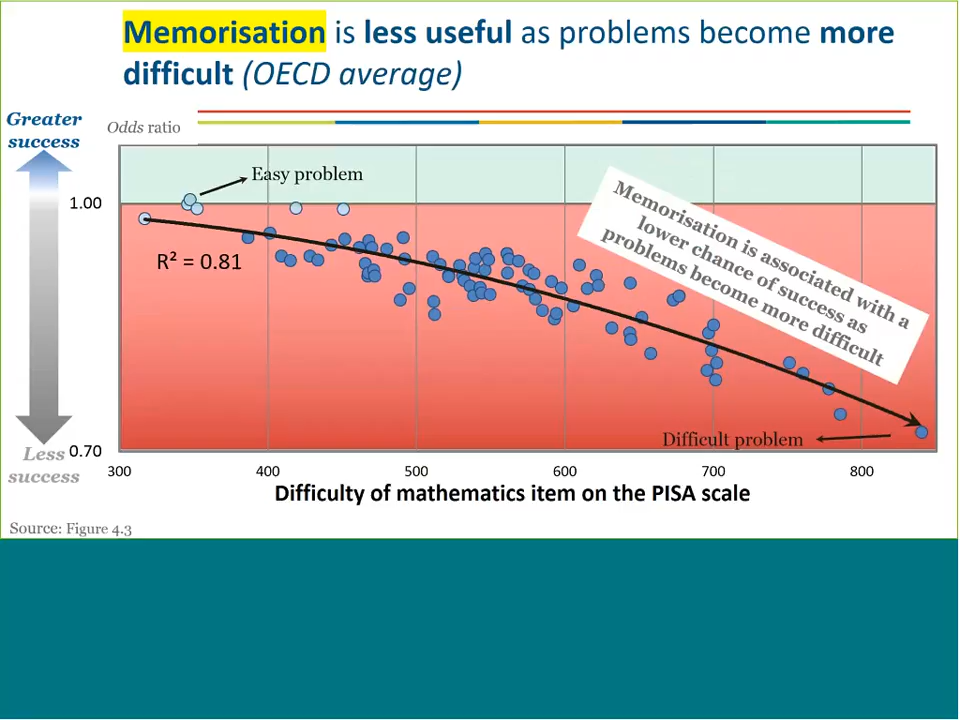 Memorisation is less useful as problems become more
difficult (OECD average)
Greater
success
Odds ratio
Easy problem
1.00
R² = 0.81
Memorisation is associated with a
lower chance of success as
problems become more difficult
Difficult problem
Less
success
0.70
300 400 500 600 700 800
Difficulty of mathematics item on the PISA scale
Source: Figure 4.3